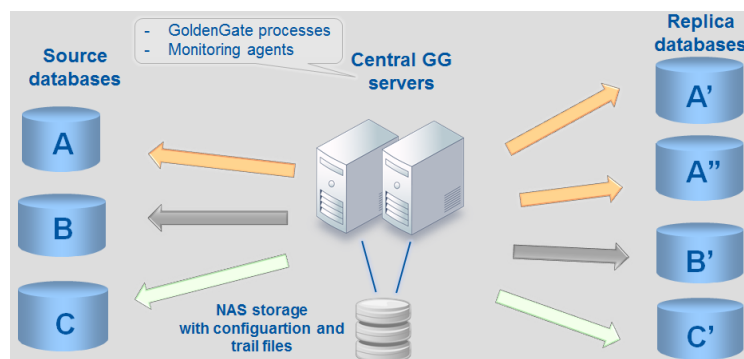 - GoldenGate processes
- Monitoring agents
Source
databases
Central GG
servers
Replica
databases
A
B
C
A’
A”
B’
C’
NAS storage
with configuartion and
trail files